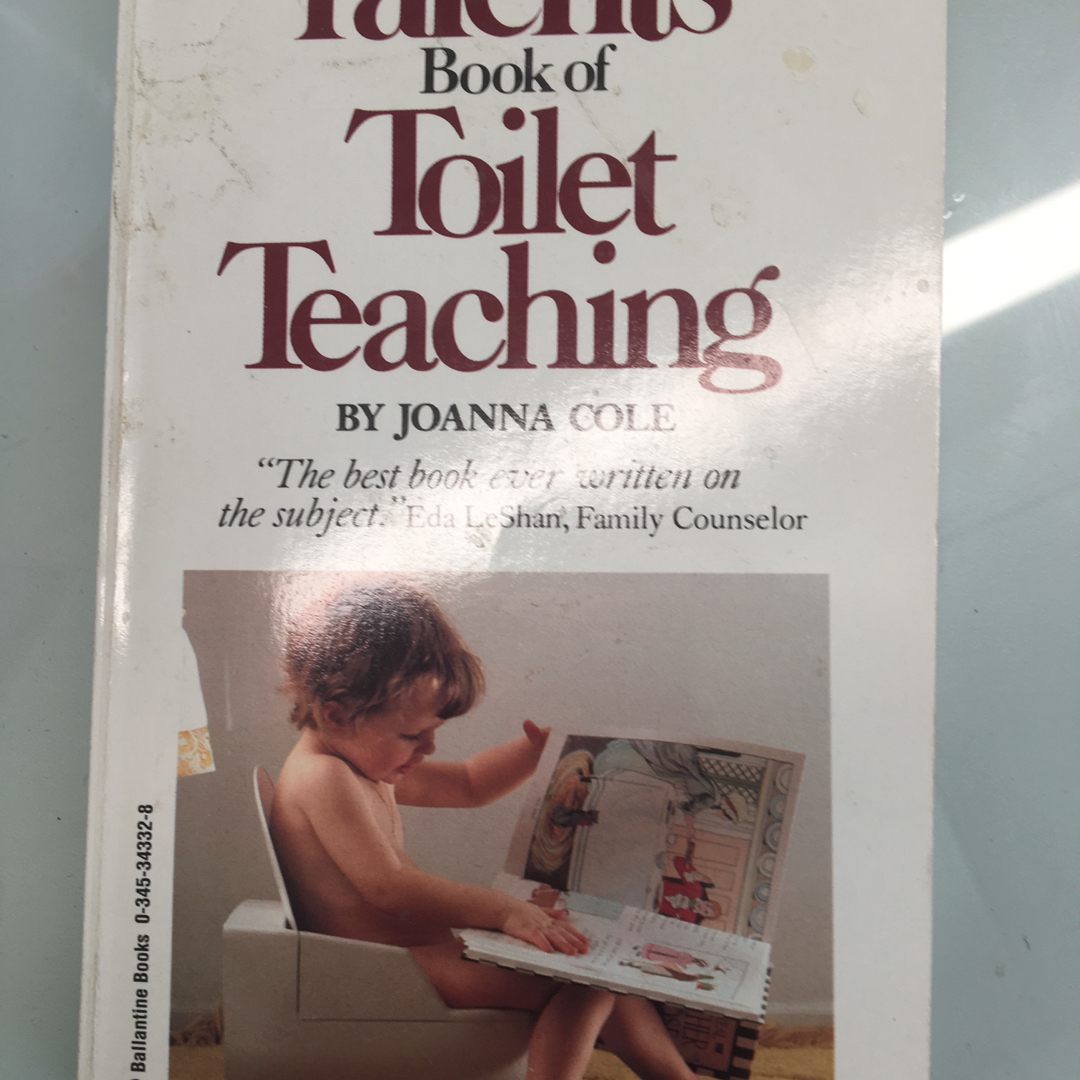 Parents
Book of
Toilet
Teaching
BY JOANNA COLE
“The best book ever written on
the subject.” Eda LeShan, Family Counselor
Ballantine Books 0-345-34332-8